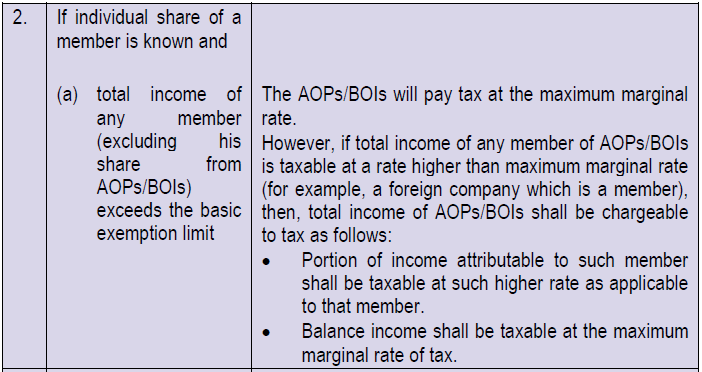 2.
If individual share of a
member is known and
(a) total income of
any member
(excluding his
share from
AOPs/BOIs)
exceeds the basic
exemption limit
The AOPs/BOIs will pay tax at the maximum marginal
rate.
However, if total income of any member of AOPs/BOIs
is taxable at a rate higher than maximum marginal rate
(for example, a foreign company which is a member),
then, total income of AOPs/BOIs shall be chargeable
to tax as follows:
• Portion of income attributable to such member
shall be taxable at such higher rate as applicable
to that member.
• Balance income shall be taxable at the maximum
marginal rate of tax.